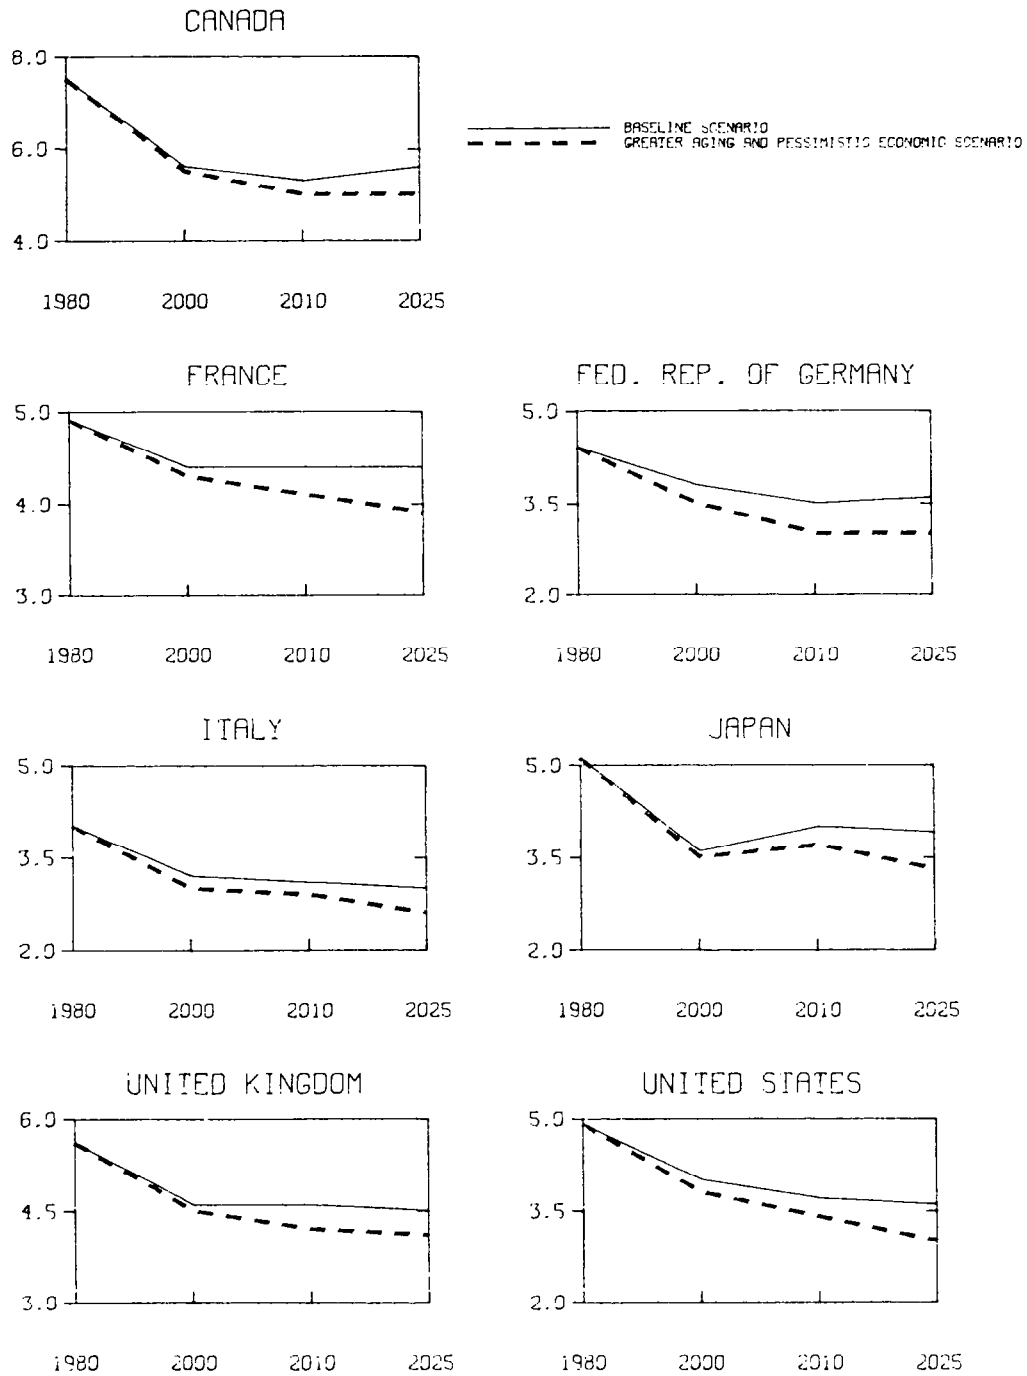 CANADA
8.0
6.0
4.0
1980 2000 2010 2025
BASELINE SCENARIO
GREATER AGING AND PESSIMISTIC ECONOMIC SCENARIO
FRANCE
5.0
4.0
3.0
1980 2000 2010 2025
FED. REP. OF GERMANY
5.0
3.5
2.0
1980 2000 2010 2025
ITALY
5.0
3.5
2.0
1980 2000 2010 2025
JAPAN
5.0
3.5
2.0
1980 2000 2010 2025
UNITED KINGDOM
6.0
4.5
3.0
1980 2000 2010 2025
UNITED STATES
5.0
3.5
2.0
1980 2000 2010 2025